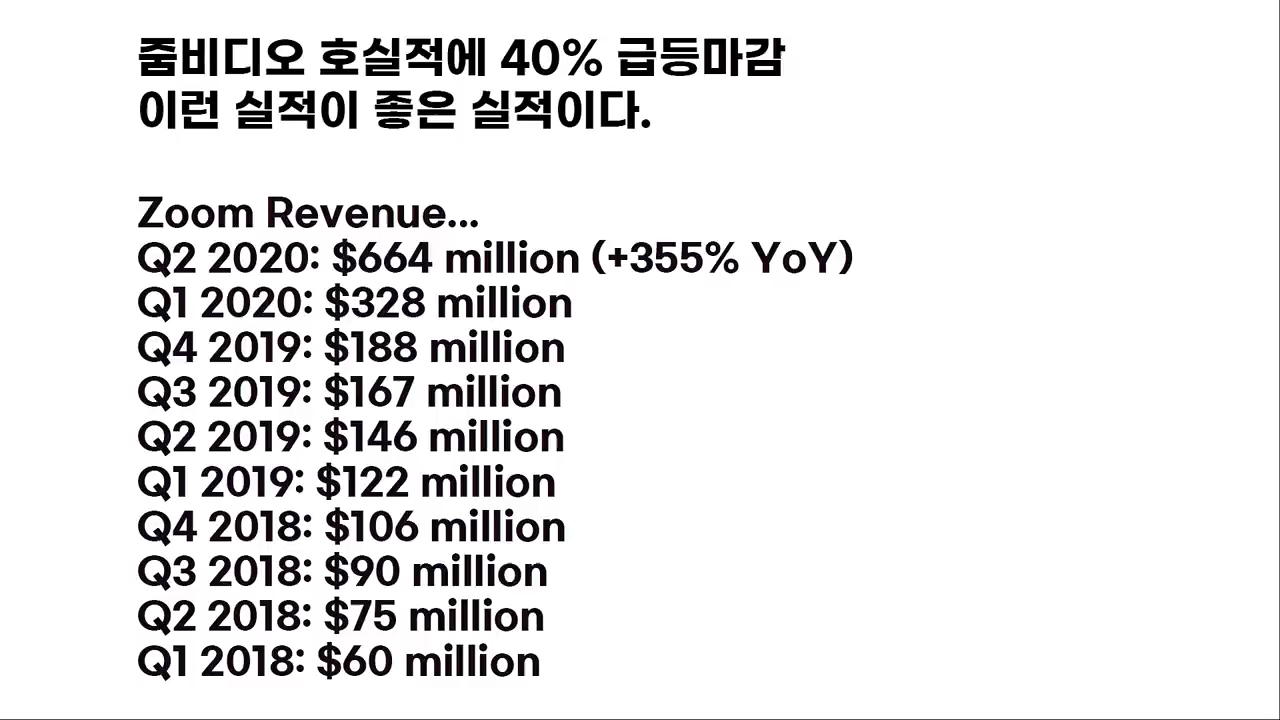 줌비디오 호실적에 40% 급등마감
이런 실적이 좋은 실적이다.
Zoom Revenue...
Q2 2020: $664 million (+355% YoY)
Q1 2020: $328 million
Q4 2019: $188 million
Q3 2019: $167 million
Q2 2019: $146 million
Q1 2019: $122 million
Q4 2018: $106 million
Q3 2018: $90 million
Q2 2018: $75 million
Q1 2018: $60 million